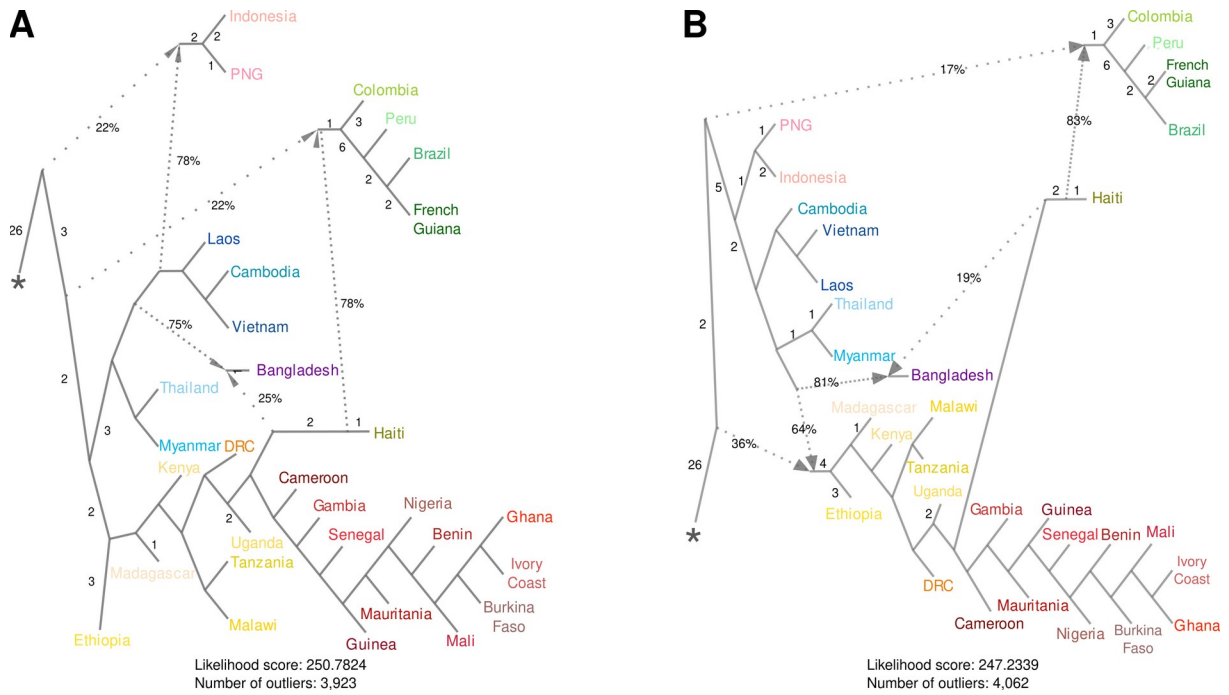 A
Indonesia
2
2
1
PNG
22%
78%
Colombia
1
3
Peru
6
Brazil
2
2
French
Guiana
22%
26
3
*
Laos
Cambodia
Vietnam
78%
75%
Bangladesh
25%
2
Thailand
3
Myanmar
DRC
Kenya
2
1
Haiti
Cameroon
Gambia
Nigeria
Ghana
2
2
Senegal
Benin
Uganda
Tanzania
1
Madagascar
Ivory
Coast
3
Burkina
Faso
Mauritania
Malawi
Guinea
Mali
Ethiopia
Likelihood score: 250.7824
Number of outliers: 3,923
B
Colombia
3
1
Peru
6
French
Guiana
2
2
Brazil
17%
83%
1
PNG
2
Indonesia
5
1
2
1
Haiti
Cambodia
Vietnam
2
Laos
19%
Thailand
1
1
2
Myanmar
Bangladesh
81%
Madagascar
Malawi
64%
36%
1
Kenya
4
26
Tanzania
3
Uganda
Ethiopia
2
Gambia
Guinea
*
Senegal
Benin
Mali
Ivory
Coast
DRC
Mauritania
Cameroon
Nigeria
Burkina
Faso
Ghana
Likelihood score: 247.2339
Number of outliers: 4,062